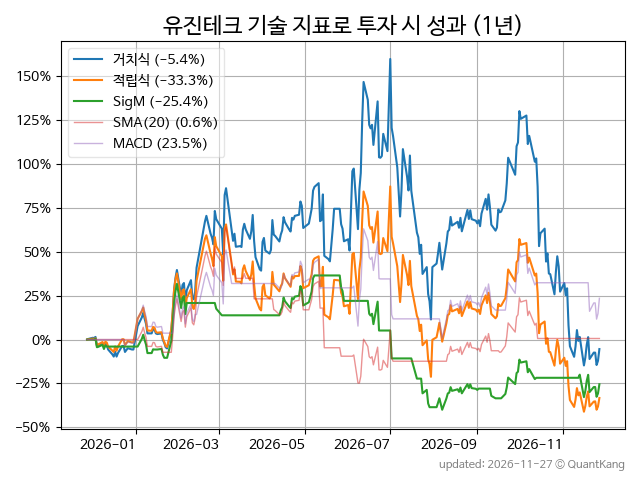 유진테크 기술 지표로 투자 시 성과 (1년)
거치식 (−5.4%)
적립식 (−33.3%)
SigM (−25.4%)
SMA(20) (0.6%)
MACD (23.5%)
150%
125%
100%
75%
50%
25%
0%
−25%
−50%
2026-01 2026-03 2026-05 2026-07 2026-09 2026-11
updated: 2026-11-27 © QuantKang